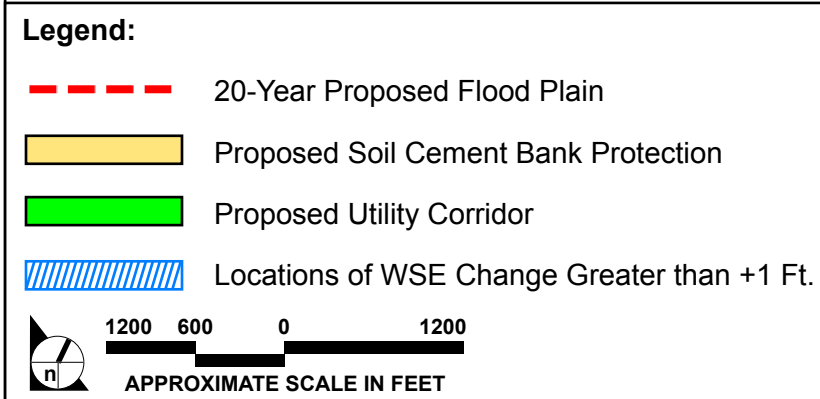 Legend:
20-Year Proposed Flood Plain
Proposed Soil Cement Bank Protection
Proposed Utility Corridor
Locations of WSE Change Greater than +1 Ft.
1200 600 0 1200
n
APPROXIMATE SCALE IN FEET